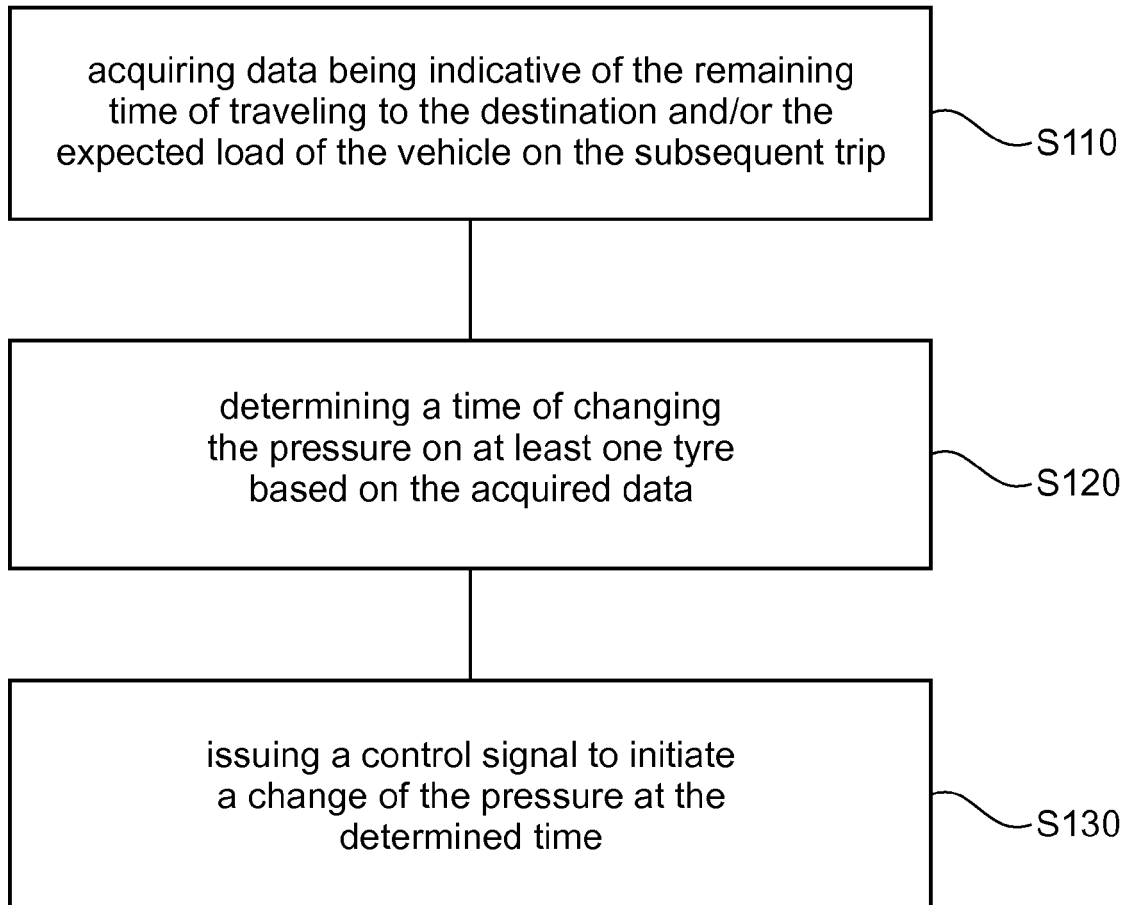 acquiring data being indicative of the remaining
time of traveling to the destination and/or the
expected load of the vehicle on the subsequent trip
S110
determining a time of changing
the pressure on at least one tyre
based on the acquired data
S120
issuing a control signal to initiate
a change of the pressure at the
determined time
S130